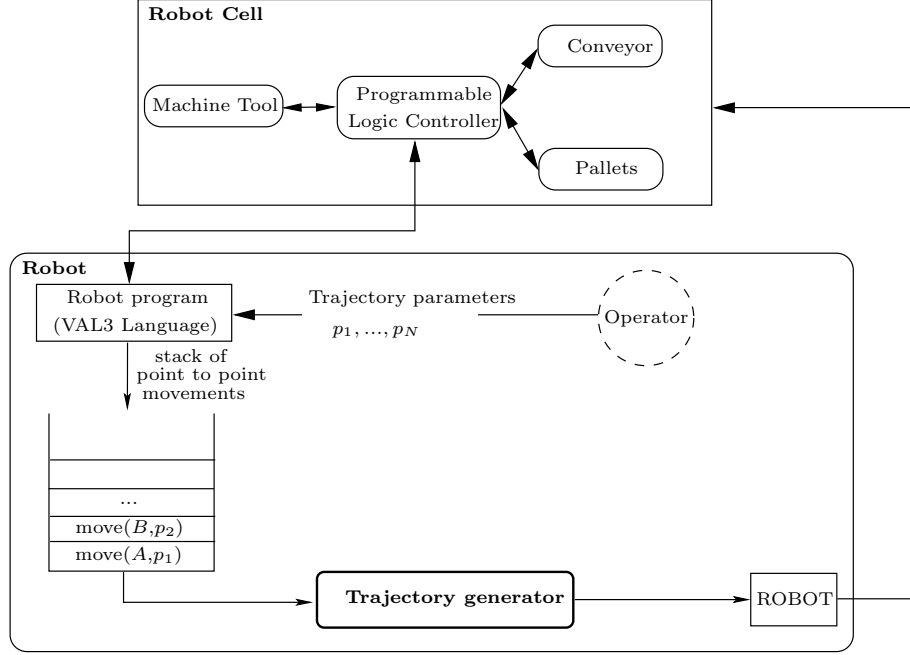 Robot Cell
Conveyor
Machine Tool
Programmable
Logic Controller
Pallets
Robot
Robot program
(VAL3 Language)
Trajectory parameters
p₁, ..., p_N
Operator
stack of
point to point
movements
...
move(B,p₂)
move(A,p₁)
Trajectory generator
ROBOT